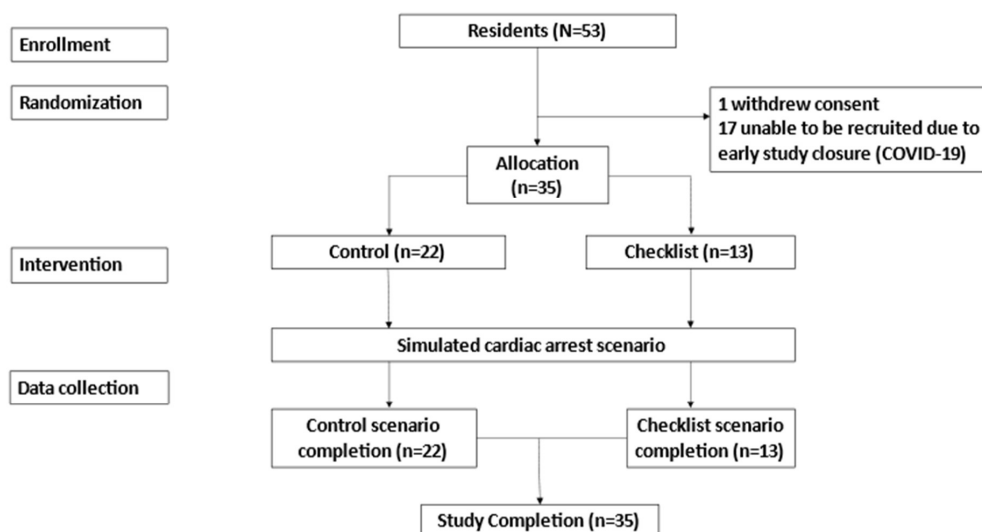 Enrollment
Residents (N=53)
Randomization
1 withdrew consent
17 unable to be recruited due to
early study closure (COVID-19)
Allocation
(n=35)
Intervention
Control (n=22)
Checklist (n=13)
Simulated cardiac arrest scenario
Data collection
Control scenario
completion (n=22)
Checklist scenario
completion (n=13)
Study Completion (n=35)